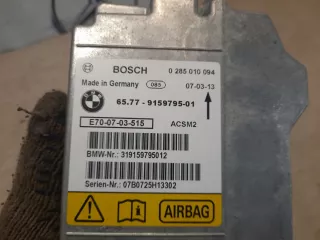 BOSCH 0 285 010 094
Made in Germany 083 07-03-13
65.77 - 9159795-01
E70-07-03-515 ACSM2
BMW-Nr.: 319159795012
Serien-Nr.: 07B0725H13302
AIRBAG